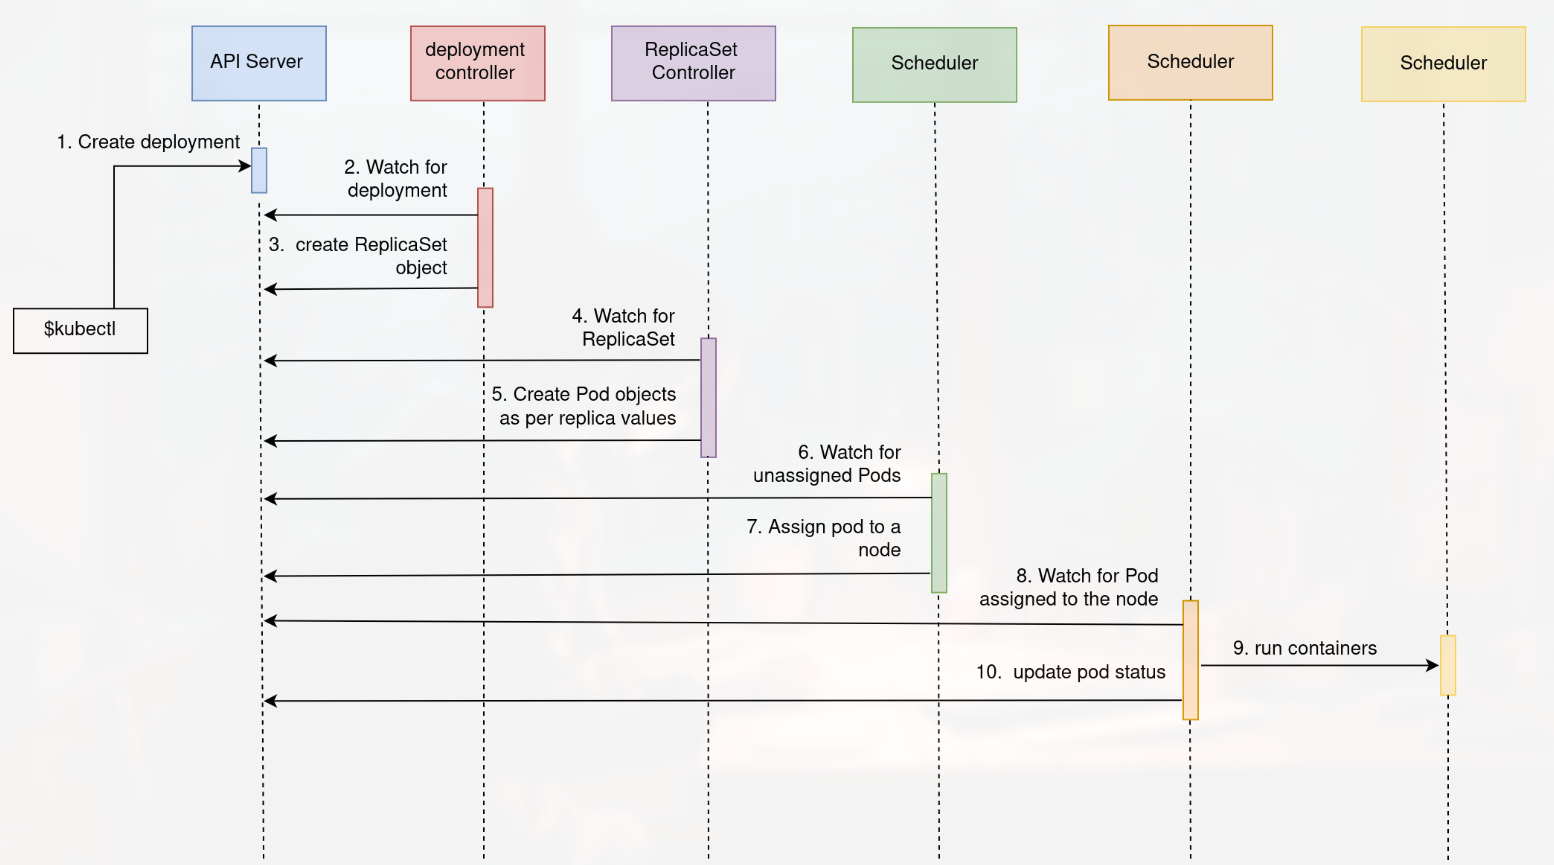 API Server
deployment
controller
ReplicaSet
Controller
Scheduler
Scheduler
Scheduler
1. Create deployment
2. Watch for
deployment
3. create ReplicaSet
object
$kubectl
4. Watch for
ReplicaSet
5. Create Pod objects
as per replica values
6. Watch for
unassigned Pods
7. Assign pod to a
node
8. Watch for Pod
assigned to the node
9. run containers
10. update pod status